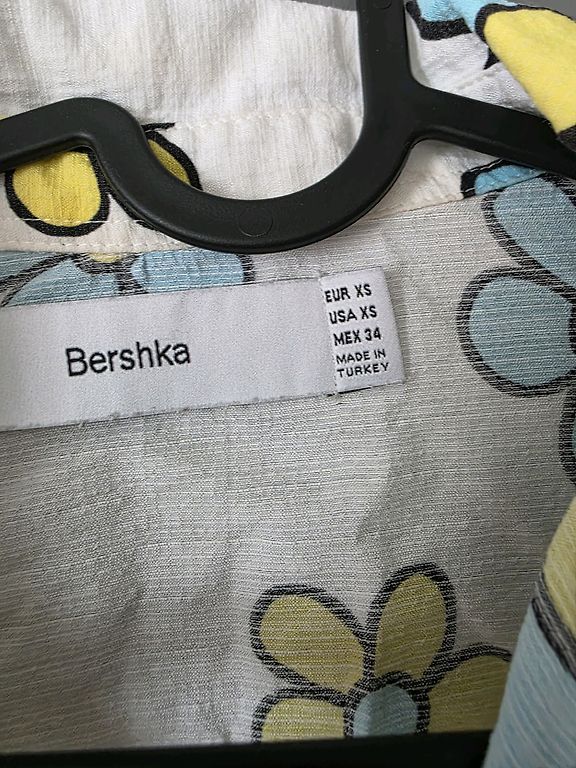 Bershka
EUR XS
USA XS
MEX 34
MADE IN
TURKEY